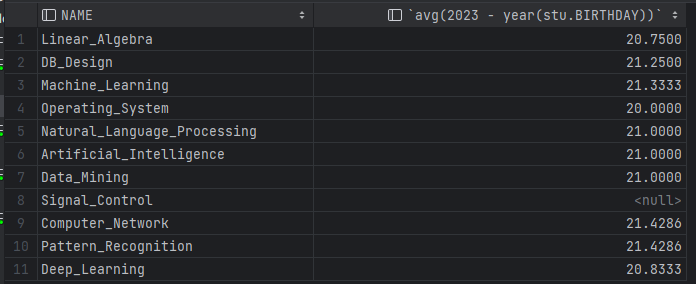 NAME `avg(2023 - year(stu.BIRTHDAY))`
1 Linear_Algebra 20.7500
2 DB_Design 21.2500
3 Machine_Learning 21.3333
4 Operating_System 20.0000
5 Natural_Language_Processing 21.0000
6 Artificial_Intelligence 21.0000
7 Data_Mining 21.0000
8 Signal_Control <null>
9 Computer_Network 21.4286
10 Pattern_Recognition 21.4286
11 Deep_Learning 20.8333